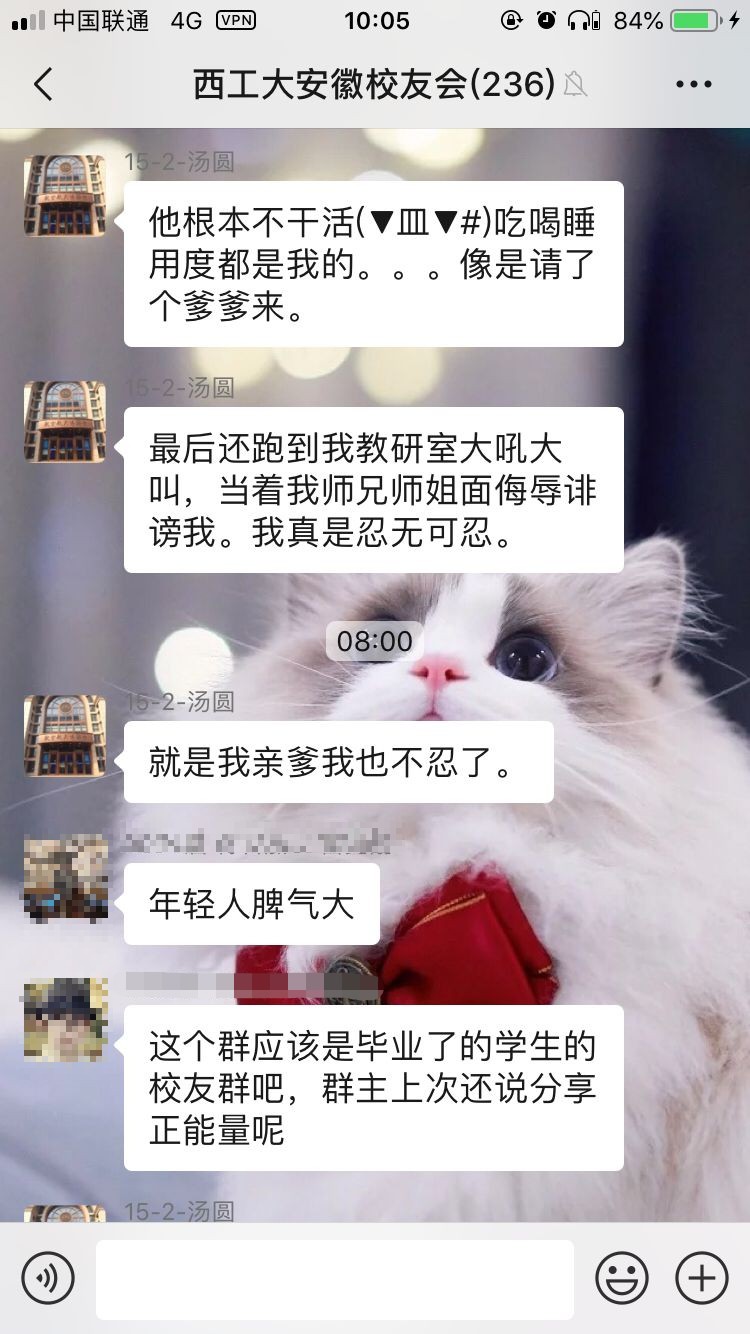 中国联通 4G VPN 10:05 84%
西工大安徽校友会(236)
15-2-汤圆
他根本不干活(▼皿▼#)吃喝睡
用度都是我的。。。像是请了
个爹爹来。
15-2-汤圆
最后还跑到我教研室大吼大
叫，当着我师兄师姐面侮辱诽
谤我。我真是忍无可忍。
08:00
15-2-汤圆
就是我亲爹我也不忍了。
年轻人脾气大
这个群应该是毕业了的学生的
校友群吧，群主上次还说分享
正能量呢
15-2-汤圆